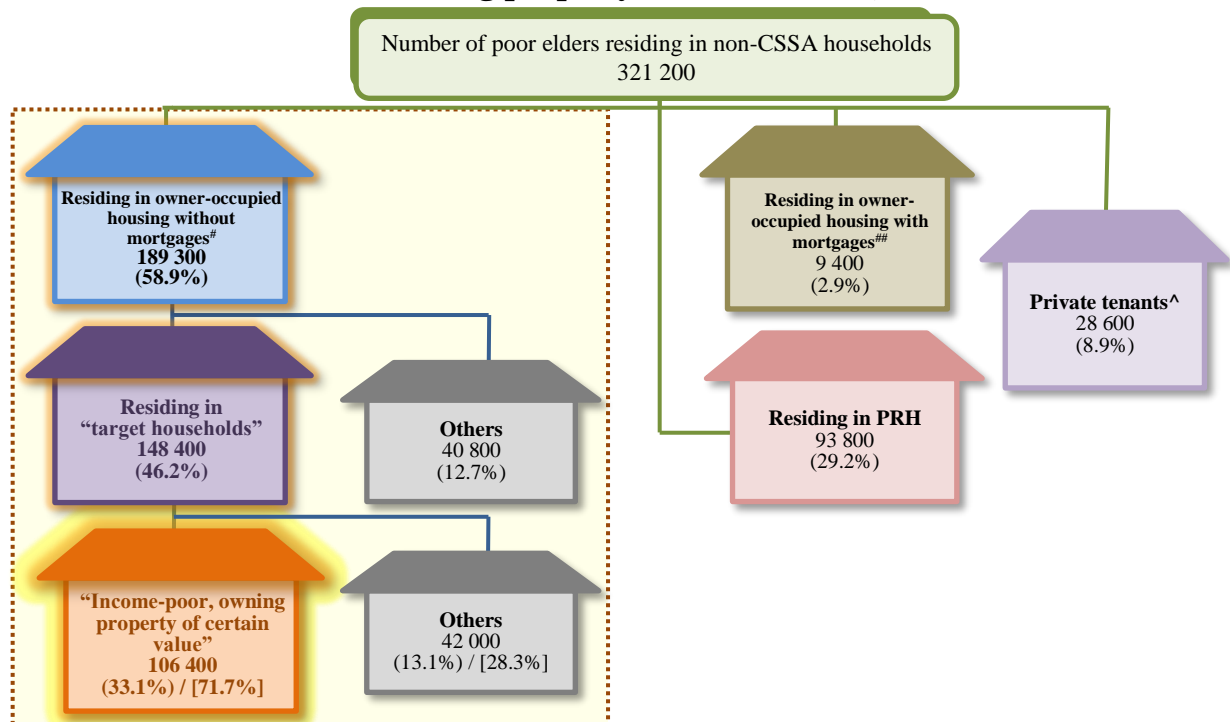 Number of poor elders residing in non-CSSA households
321 200
Residing in owner-occupied
housing without
mortgages#
189 300
(58.9%)
Residing in owner-
occupied housing with
mortgages##
9 400
(2.9%)
Private tenants^
28 600
(8.9%)
Residing in
“target households”
148 400
(46.2%)
Others
40 800
(12.7%)
Residing in PRH
93 800
(29.2%)
“Income-poor, owning
property of certain
value”
106 400
(33.1%) / [71.7%]
Others
42 000
(13.1%) / [28.3%]